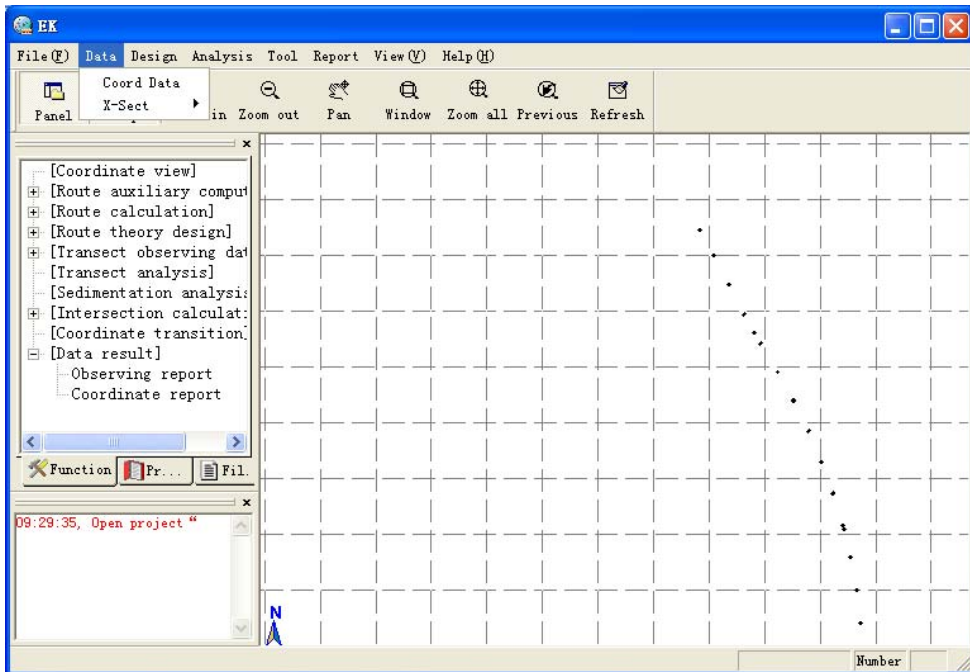 EK
File(F) Data Design Analysis Tool Report View(V) Help(H)
Coord Data
X-Sect
Panel in Zoom out Pan Window Zoom all Previous Refresh
[Coordinate view]
[Route auxiliary comput
[Route calculation]
[Route theory design]
[Transect observing dat
[Transect analysis]
[Sedimentation analysis
[Intersection calculat
[Coordinate transition]
[Data result]
Observing report
Coordinate report
Function Pr... Fil.
09:29:35, Open project “
N
Number